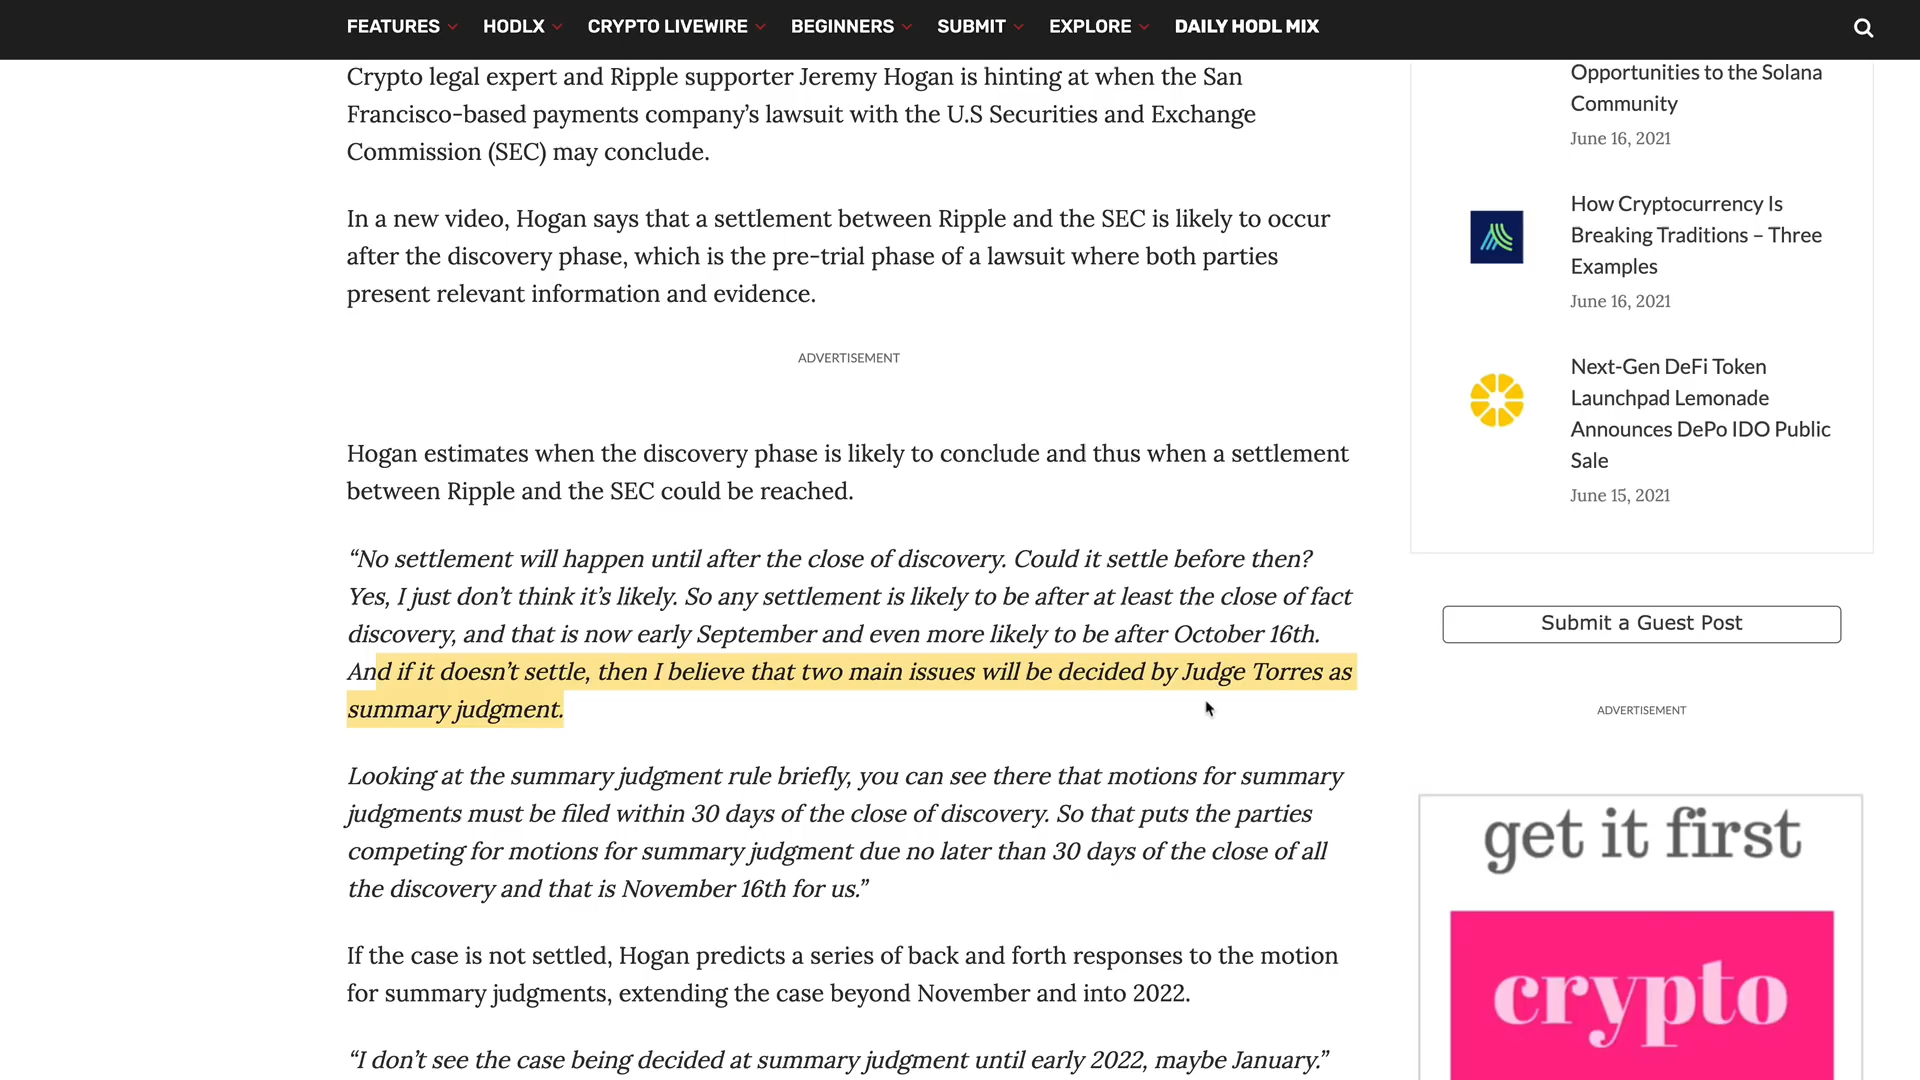 FEATURES HODLX CRYPTO LIVEWIRE BEGINNERS SUBMIT EXPLORE DAILY HODL MIX
Crypto legal expert and Ripple supporter Jeremy Hogan is hinting at when the San
Francisco-based payments company’s lawsuit with the U.S Securities and Exchange
Commission (SEC) may conclude.
In a new video, Hogan says that a settlement between Ripple and the SEC is likely to occur
after the discovery phase, which is the pre-trial phase of a lawsuit where both parties
present relevant information and evidence.
ADVERTISEMENT
Hogan estimates when the discovery phase is likely to conclude and thus when a settlement
between Ripple and the SEC could be reached.
“No settlement will happen until after the close of discovery. Could it settle before then?
Yes, I just don’t think it’s likely. So any settlement is likely to be after at least the close of fact
discovery, and that is now early September and even more likely to be after October 16th.
And if it doesn’t settle, then I believe that two main issues will be decided by Judge Torres as
summary judgment.
Looking at the summary judgment rule briefly, you can see there that motions for summary
judgments must be filed within 30 days of the close of discovery. So that puts the parties
competing for motions for summary judgment due no later than 30 days of the close of all
the discovery and that is November 16th for us.”
If the case is not settled, Hogan predicts a series of back and forth responses to the motion
for summary judgments, extending the case beyond November and into 2022.
“I don’t see the case being decided at summary judgment until early 2022, maybe January.”
Opportunities to the Solana
Community
June 16, 2021
How Cryptocurrency Is
Breaking Traditions – Three
Examples
June 16, 2021
Next-Gen DeFi Token
Launchpad Lemonade
Announces DePo IDO Public
Sale
June 15, 2021
Submit a Guest Post
ADVERTISEMENT
get it first
crypto